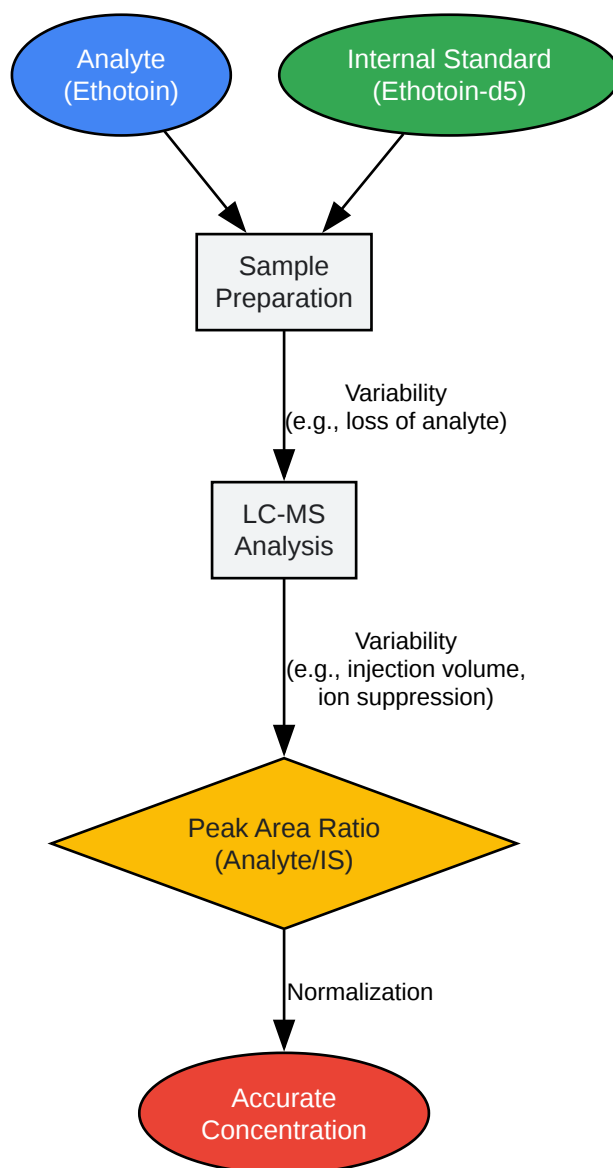 Analyte
(Ethotoin)
Internal Standard
(Ethotoin-d5)
Sample
Preparation
Variability
(e.g., loss of analyte)
LC-MS
Analysis
Variability
(e.g., injection volume,
ion suppression)
Peak Area Ratio
(Analyte/IS)
Normalization
Accurate
Concentration